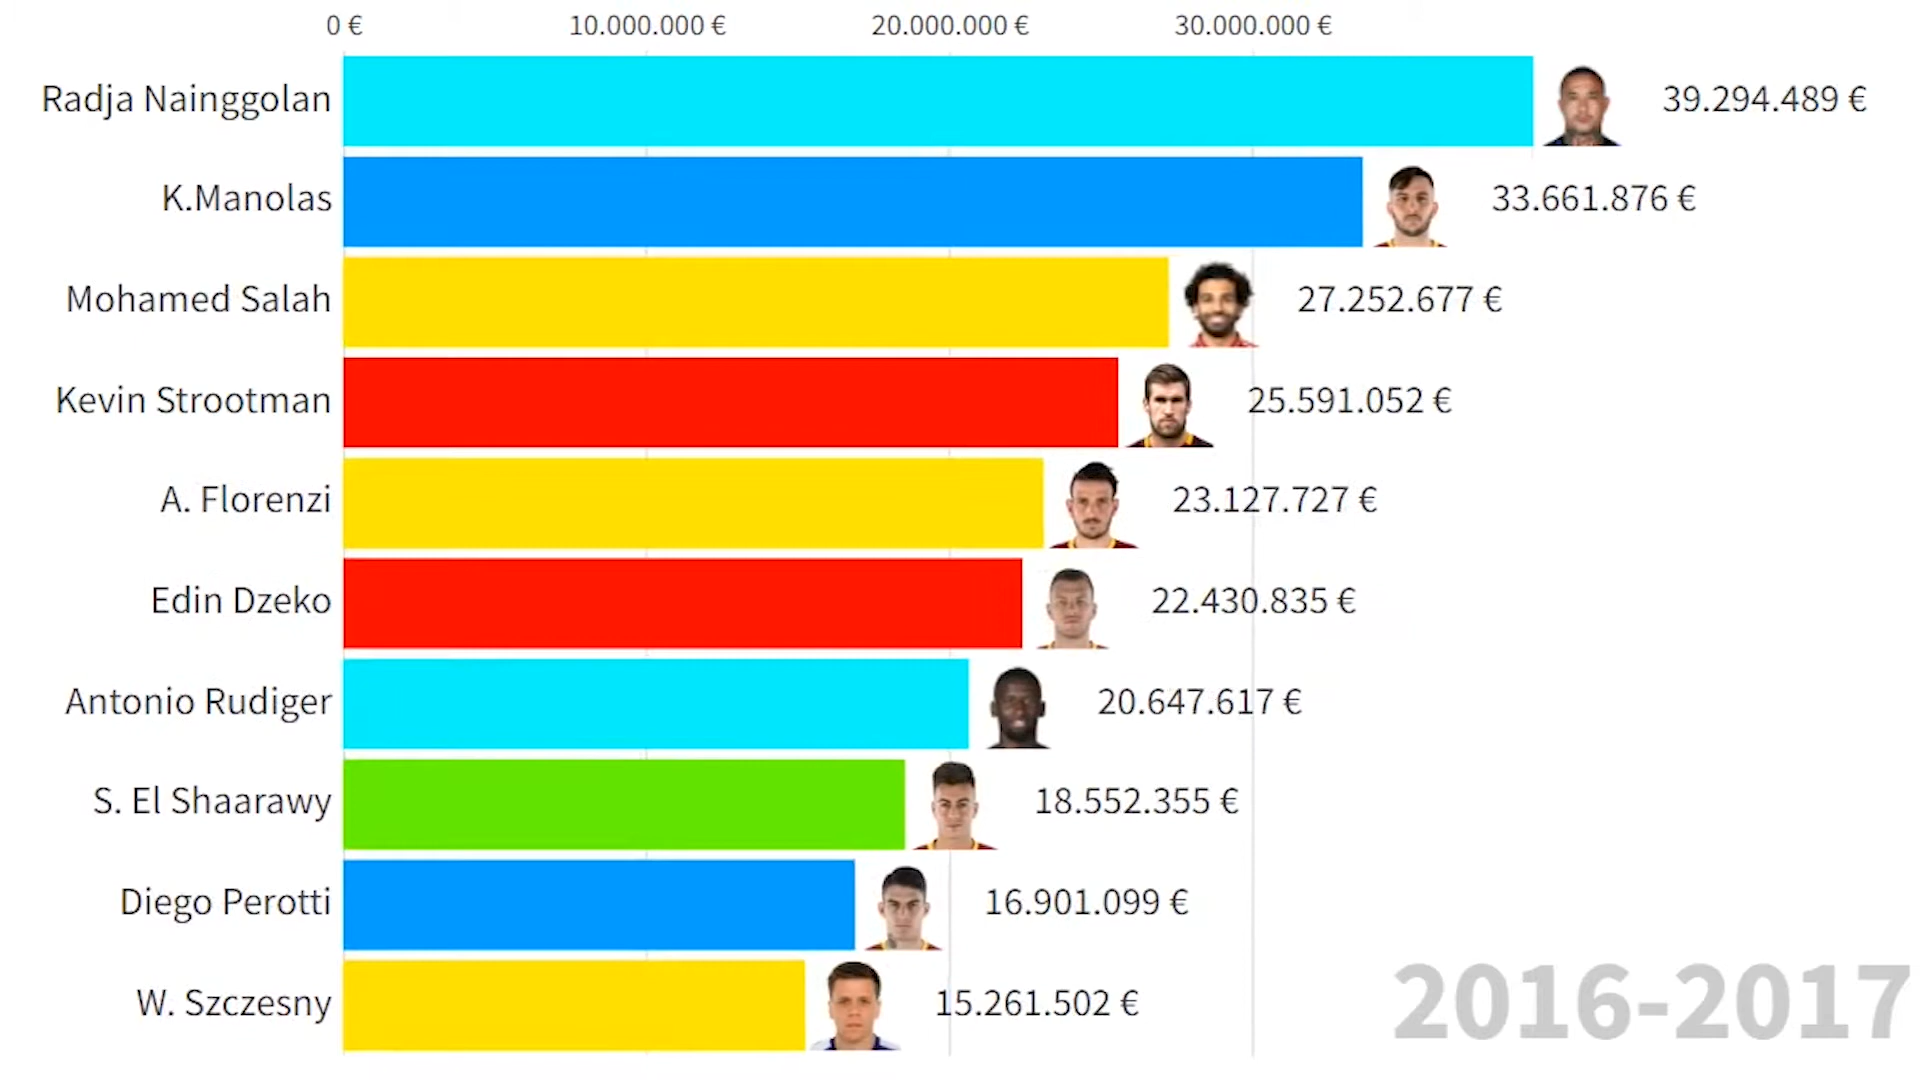 0 € 10.000.000 € 20.000.000 € 30.000.000 €
Radja Nainggolan 39.294.489 €
K.Manolas 33.661.876 €
Mohamed Salah 27.252.677 €
Kevin Strootman 25.591.052 €
A. Florenzi 23.127.727 €
Edin Dzeko 22.430.835 €
Antonio Rudiger 20.647.617 €
S. El Shaarawy 18.552.355 €
Diego Perotti 16.901.099 €
W. Szczesny 15.261.502 €
2016-2017